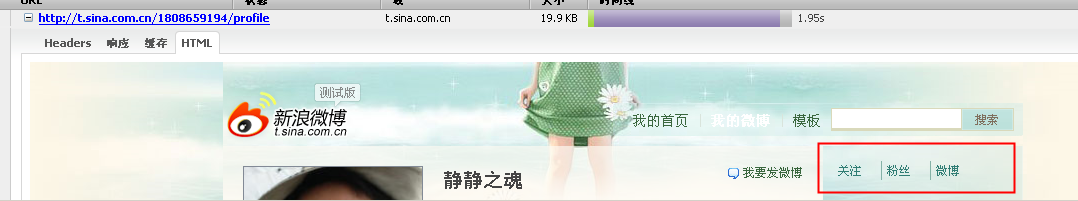 http://t.sina.com.cn/1808659194/profile t.sina.com.cn 19.9 KB 1.95s
Headers 响应 缓存 HTML
测试版
新浪微博
t.sina.com.cn
我的首页 我的微博 模板 搜索
静静之魂 我要发微博 关注 粉丝 微博